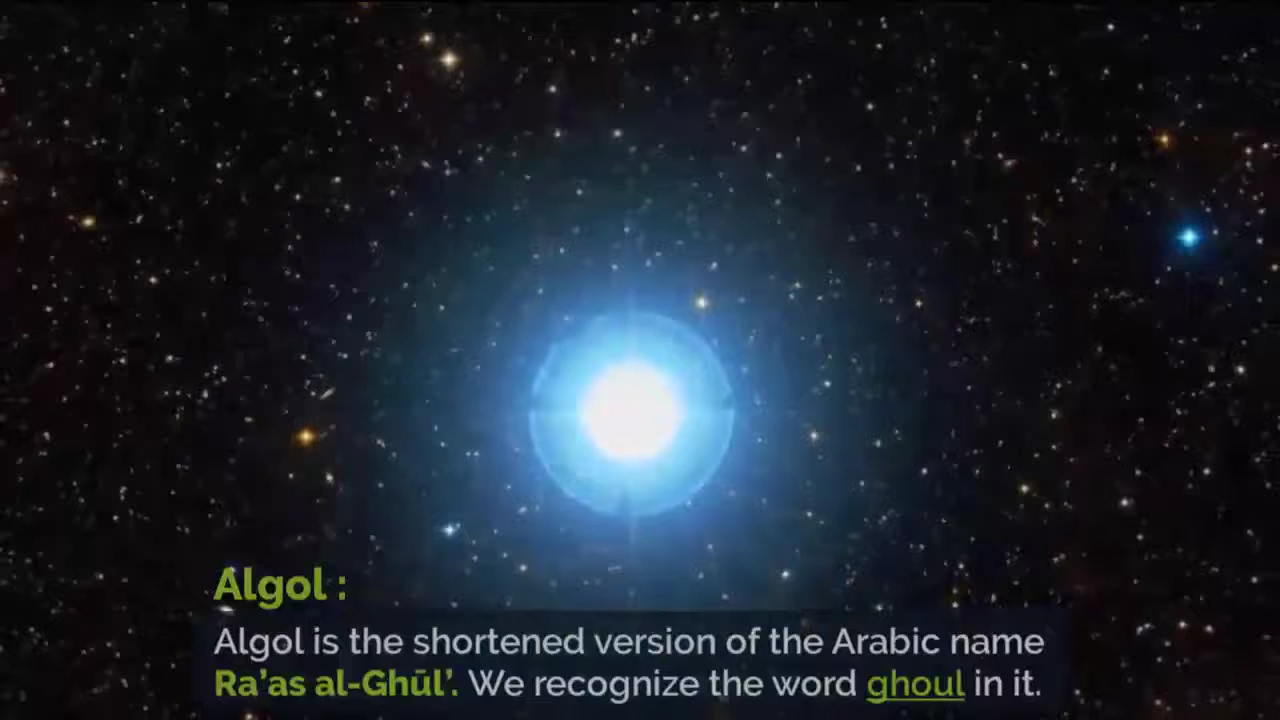 Algol :
Algol is the shortened version of the Arabic name
Ra’as al-Ghūl’. We recognize the word ghoul in it.